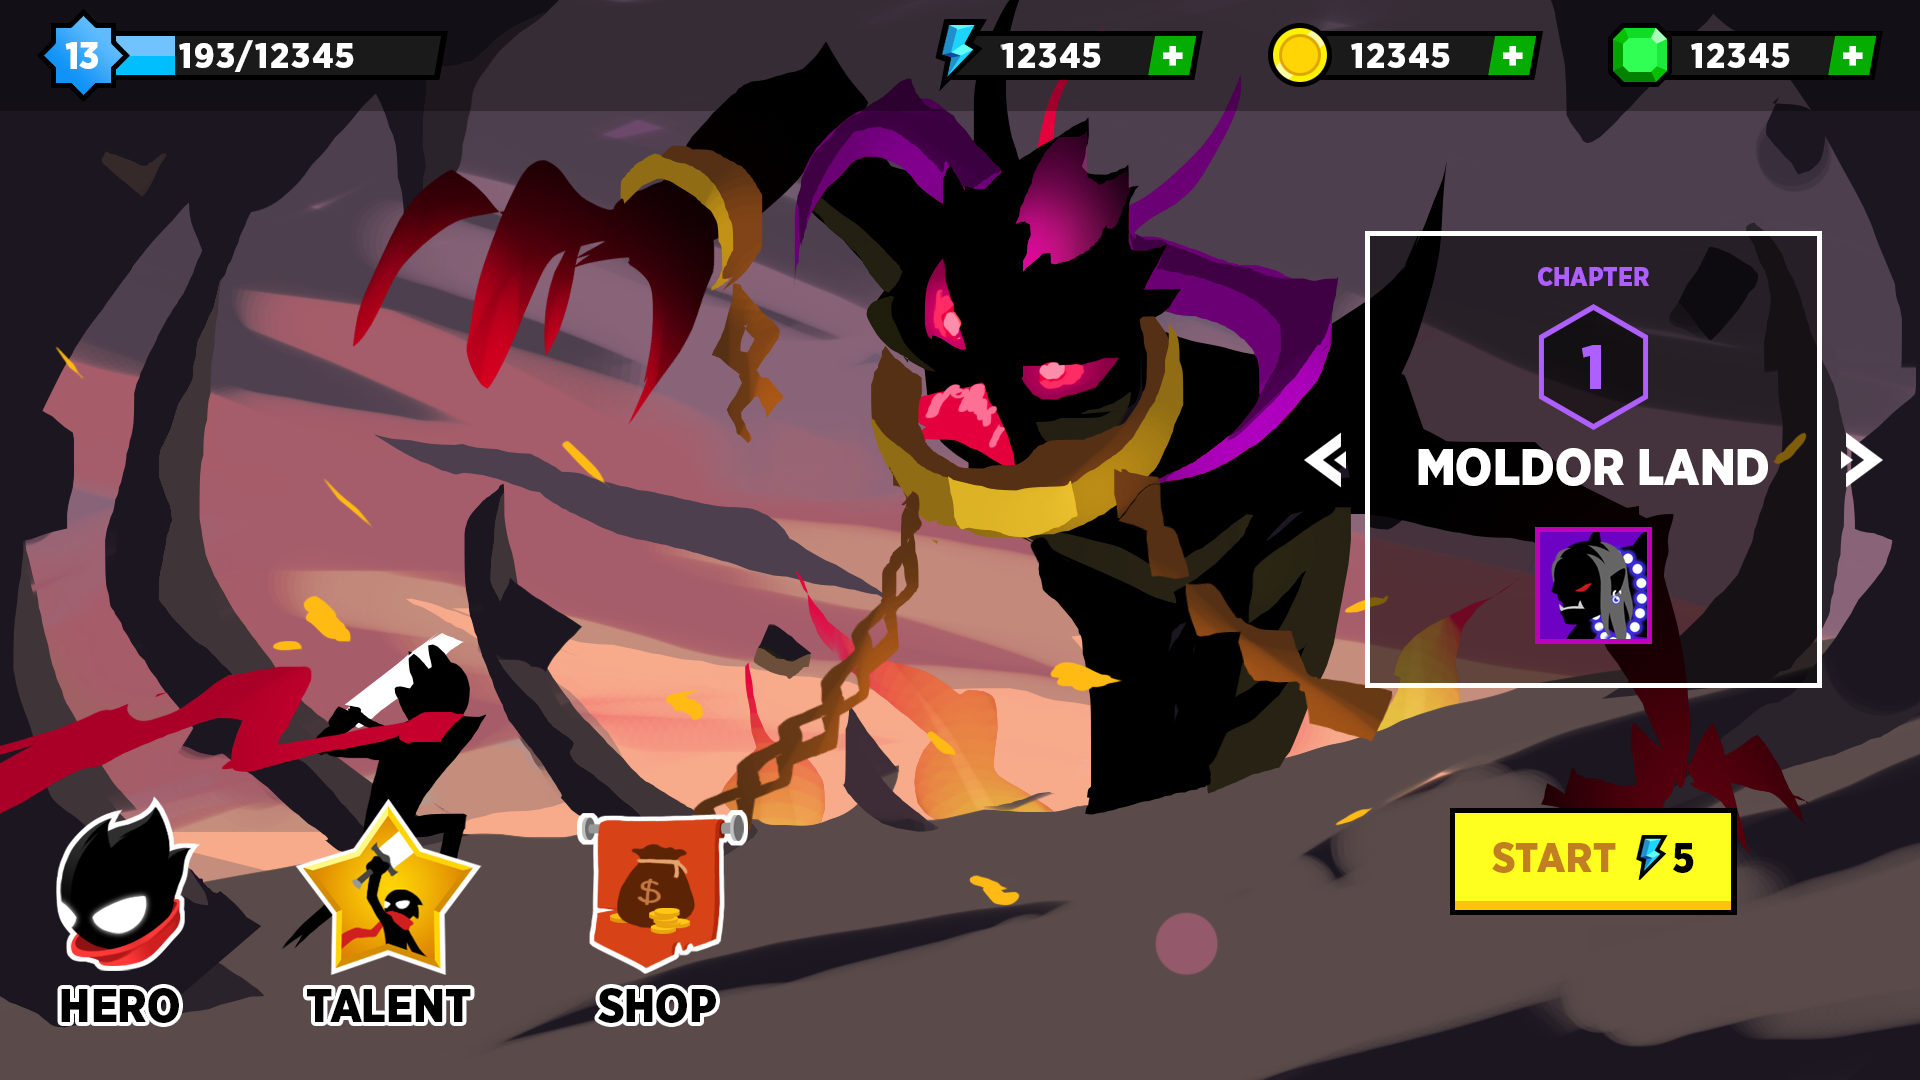 13
193/12345
12345 +
12345 +
12345 +
CHAPTER
1
MOLDOR LAND
START 5
$
HERO
TALENT
SHOP